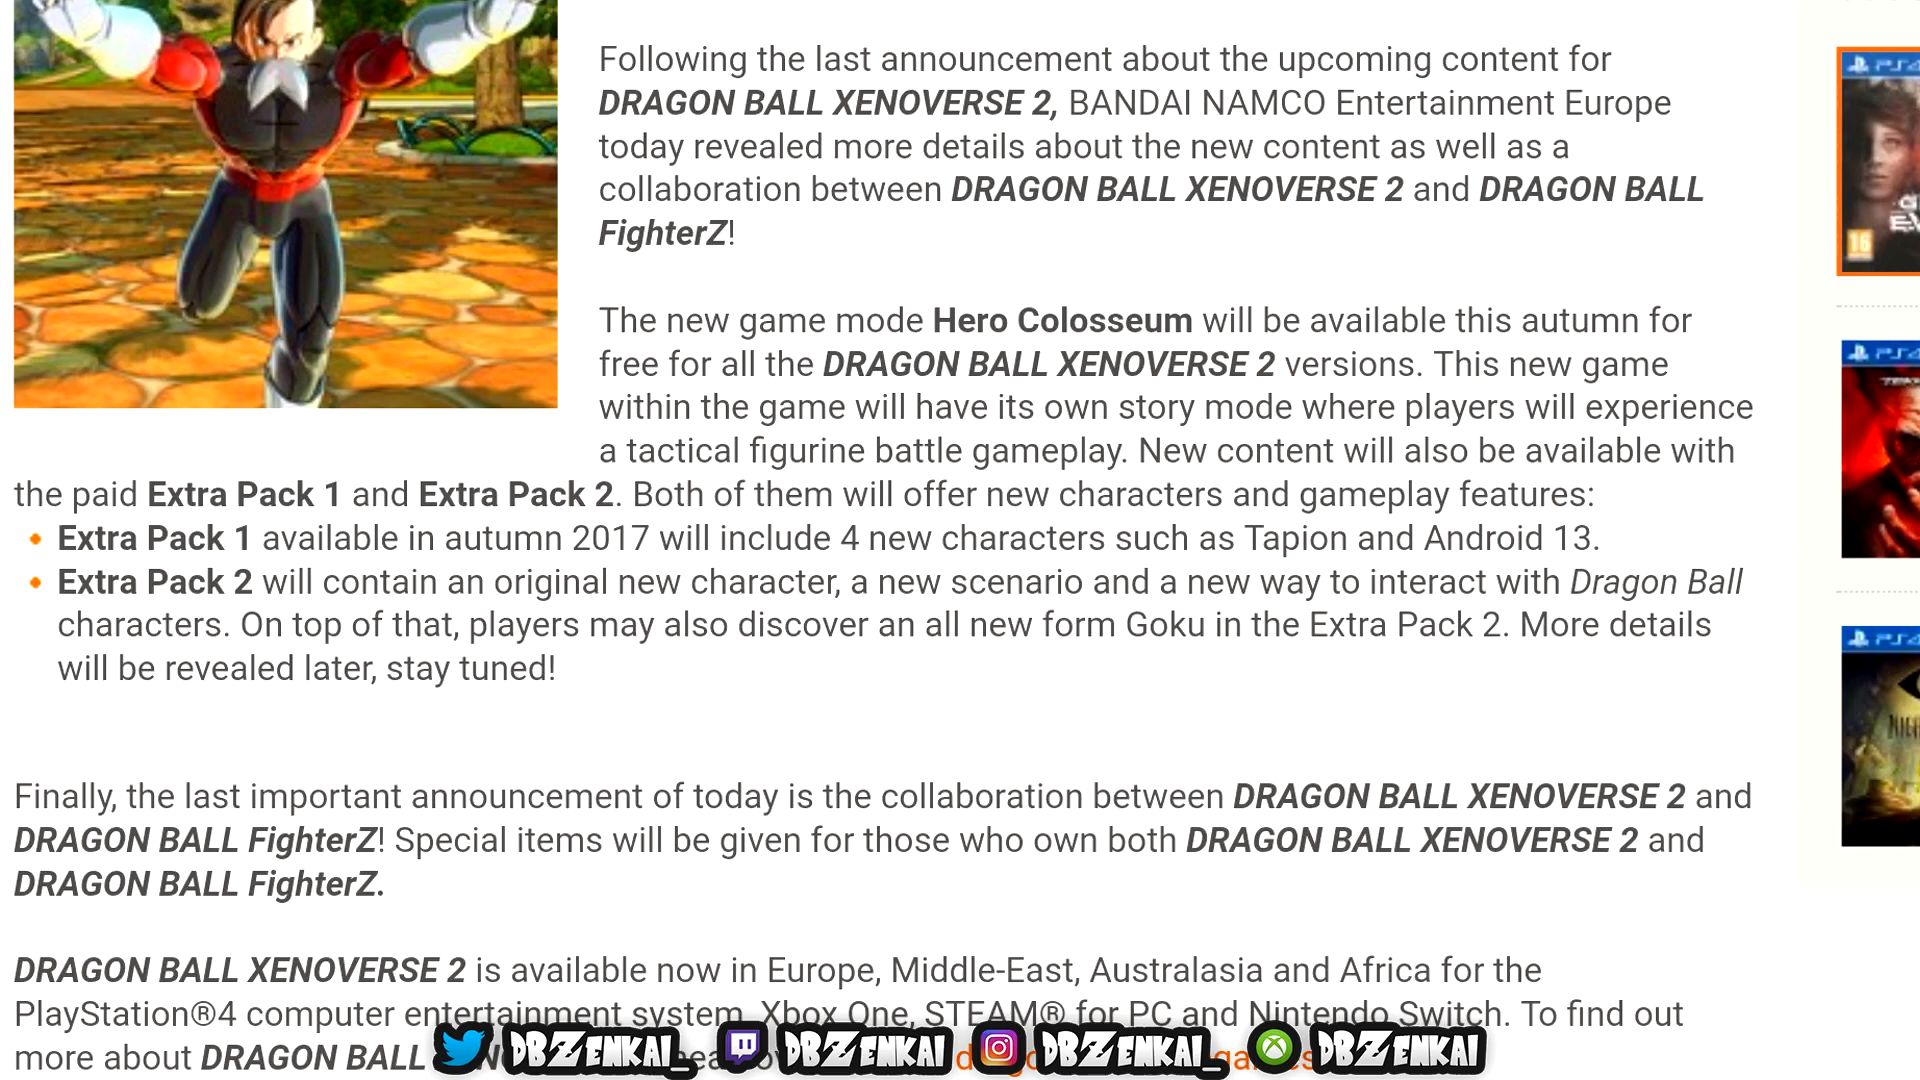 Following the last announcement about the upcoming content for
DRAGON BALL XENOVERSE 2, BANDAI NAMCO Entertainment Europe
today revealed more details about the new content as well as a
collaboration between DRAGON BALL XENOVERSE 2 and DRAGON BALL
FighterZ!
The new game mode Hero Colosseum will be available this autumn for
free for all the DRAGON BALL XENOVERSE 2 versions. This new game
within the game will have its own story mode where players will experience
a tactical figurine battle gameplay. New content will also be available with
the paid Extra Pack 1 and Extra Pack 2. Both of them will offer new characters and gameplay features:
Extra Pack 1 available in autumn 2017 will include 4 new characters such as Tapion and Android 13.
Extra Pack 2 will contain an original new character, a new scenario and a new way to interact with Dragon Ball
characters. On top of that, players may also discover an all new form Goku in the Extra Pack 2. More details
will be revealed later, stay tuned!
Finally, the last important announcement of today is the collaboration between DRAGON BALL XENOVERSE 2 and
DRAGON BALL FighterZ! Special items will be given for those who own both DRAGON BALL XENOVERSE 2 and
DRAGON BALL FighterZ.
DRAGON BALL XENOVERSE 2 is available now in Europe, Middle-East, Australasia and Africa for the
PlayStation®4 computer entertainment system, Xbox One, STEAM® for PC and Nintendo Switch. To find out
more about DRAGON BALL
DBZENKAI_ DBZENKAI DBZENKAI_ DBZENKAI
PS4
16
PS4
PS4